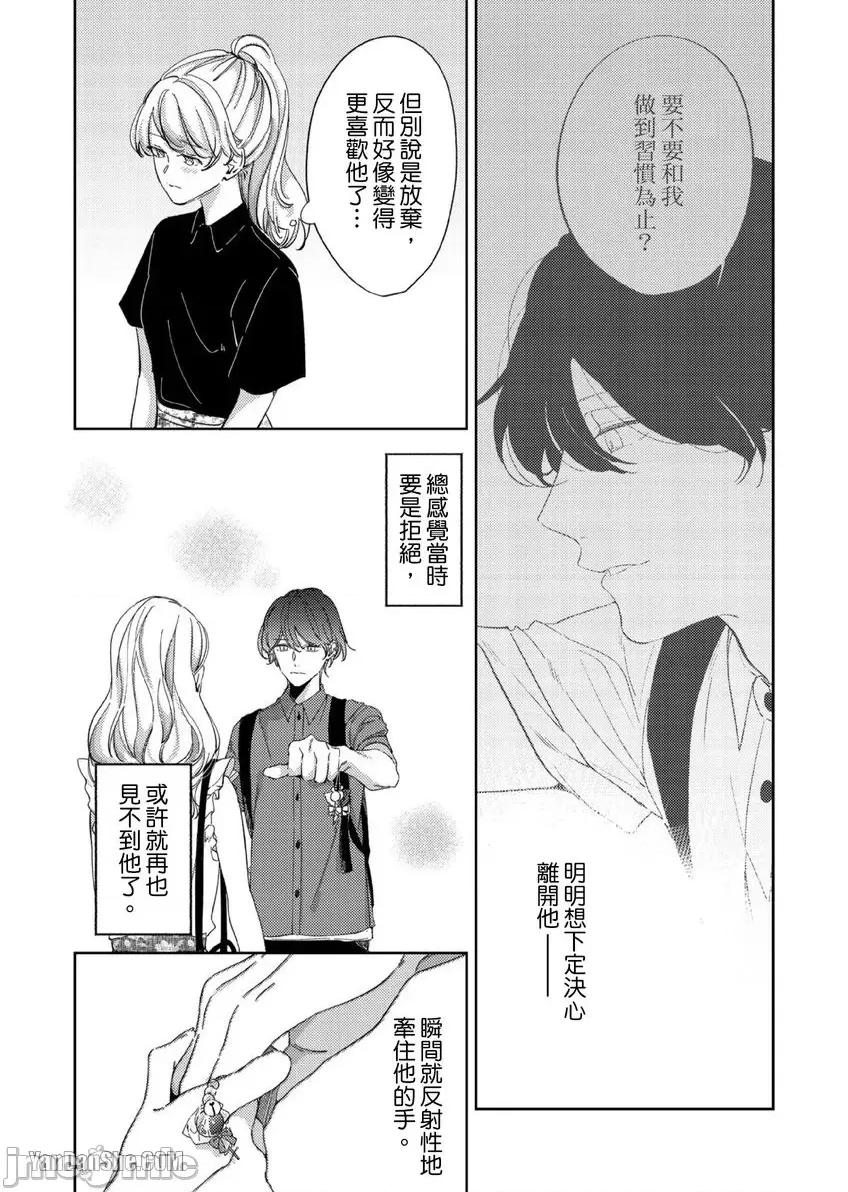 要不要和我
做到習慣為止？
明明想下定決心
離開他——
但別說是放棄，
反而好像變得
更喜歡他了…
總感覺當時
要是拒絕，
或許就再也
見不到他了。
瞬間就反射性地
牽住他的手。
YanDanShe.COM